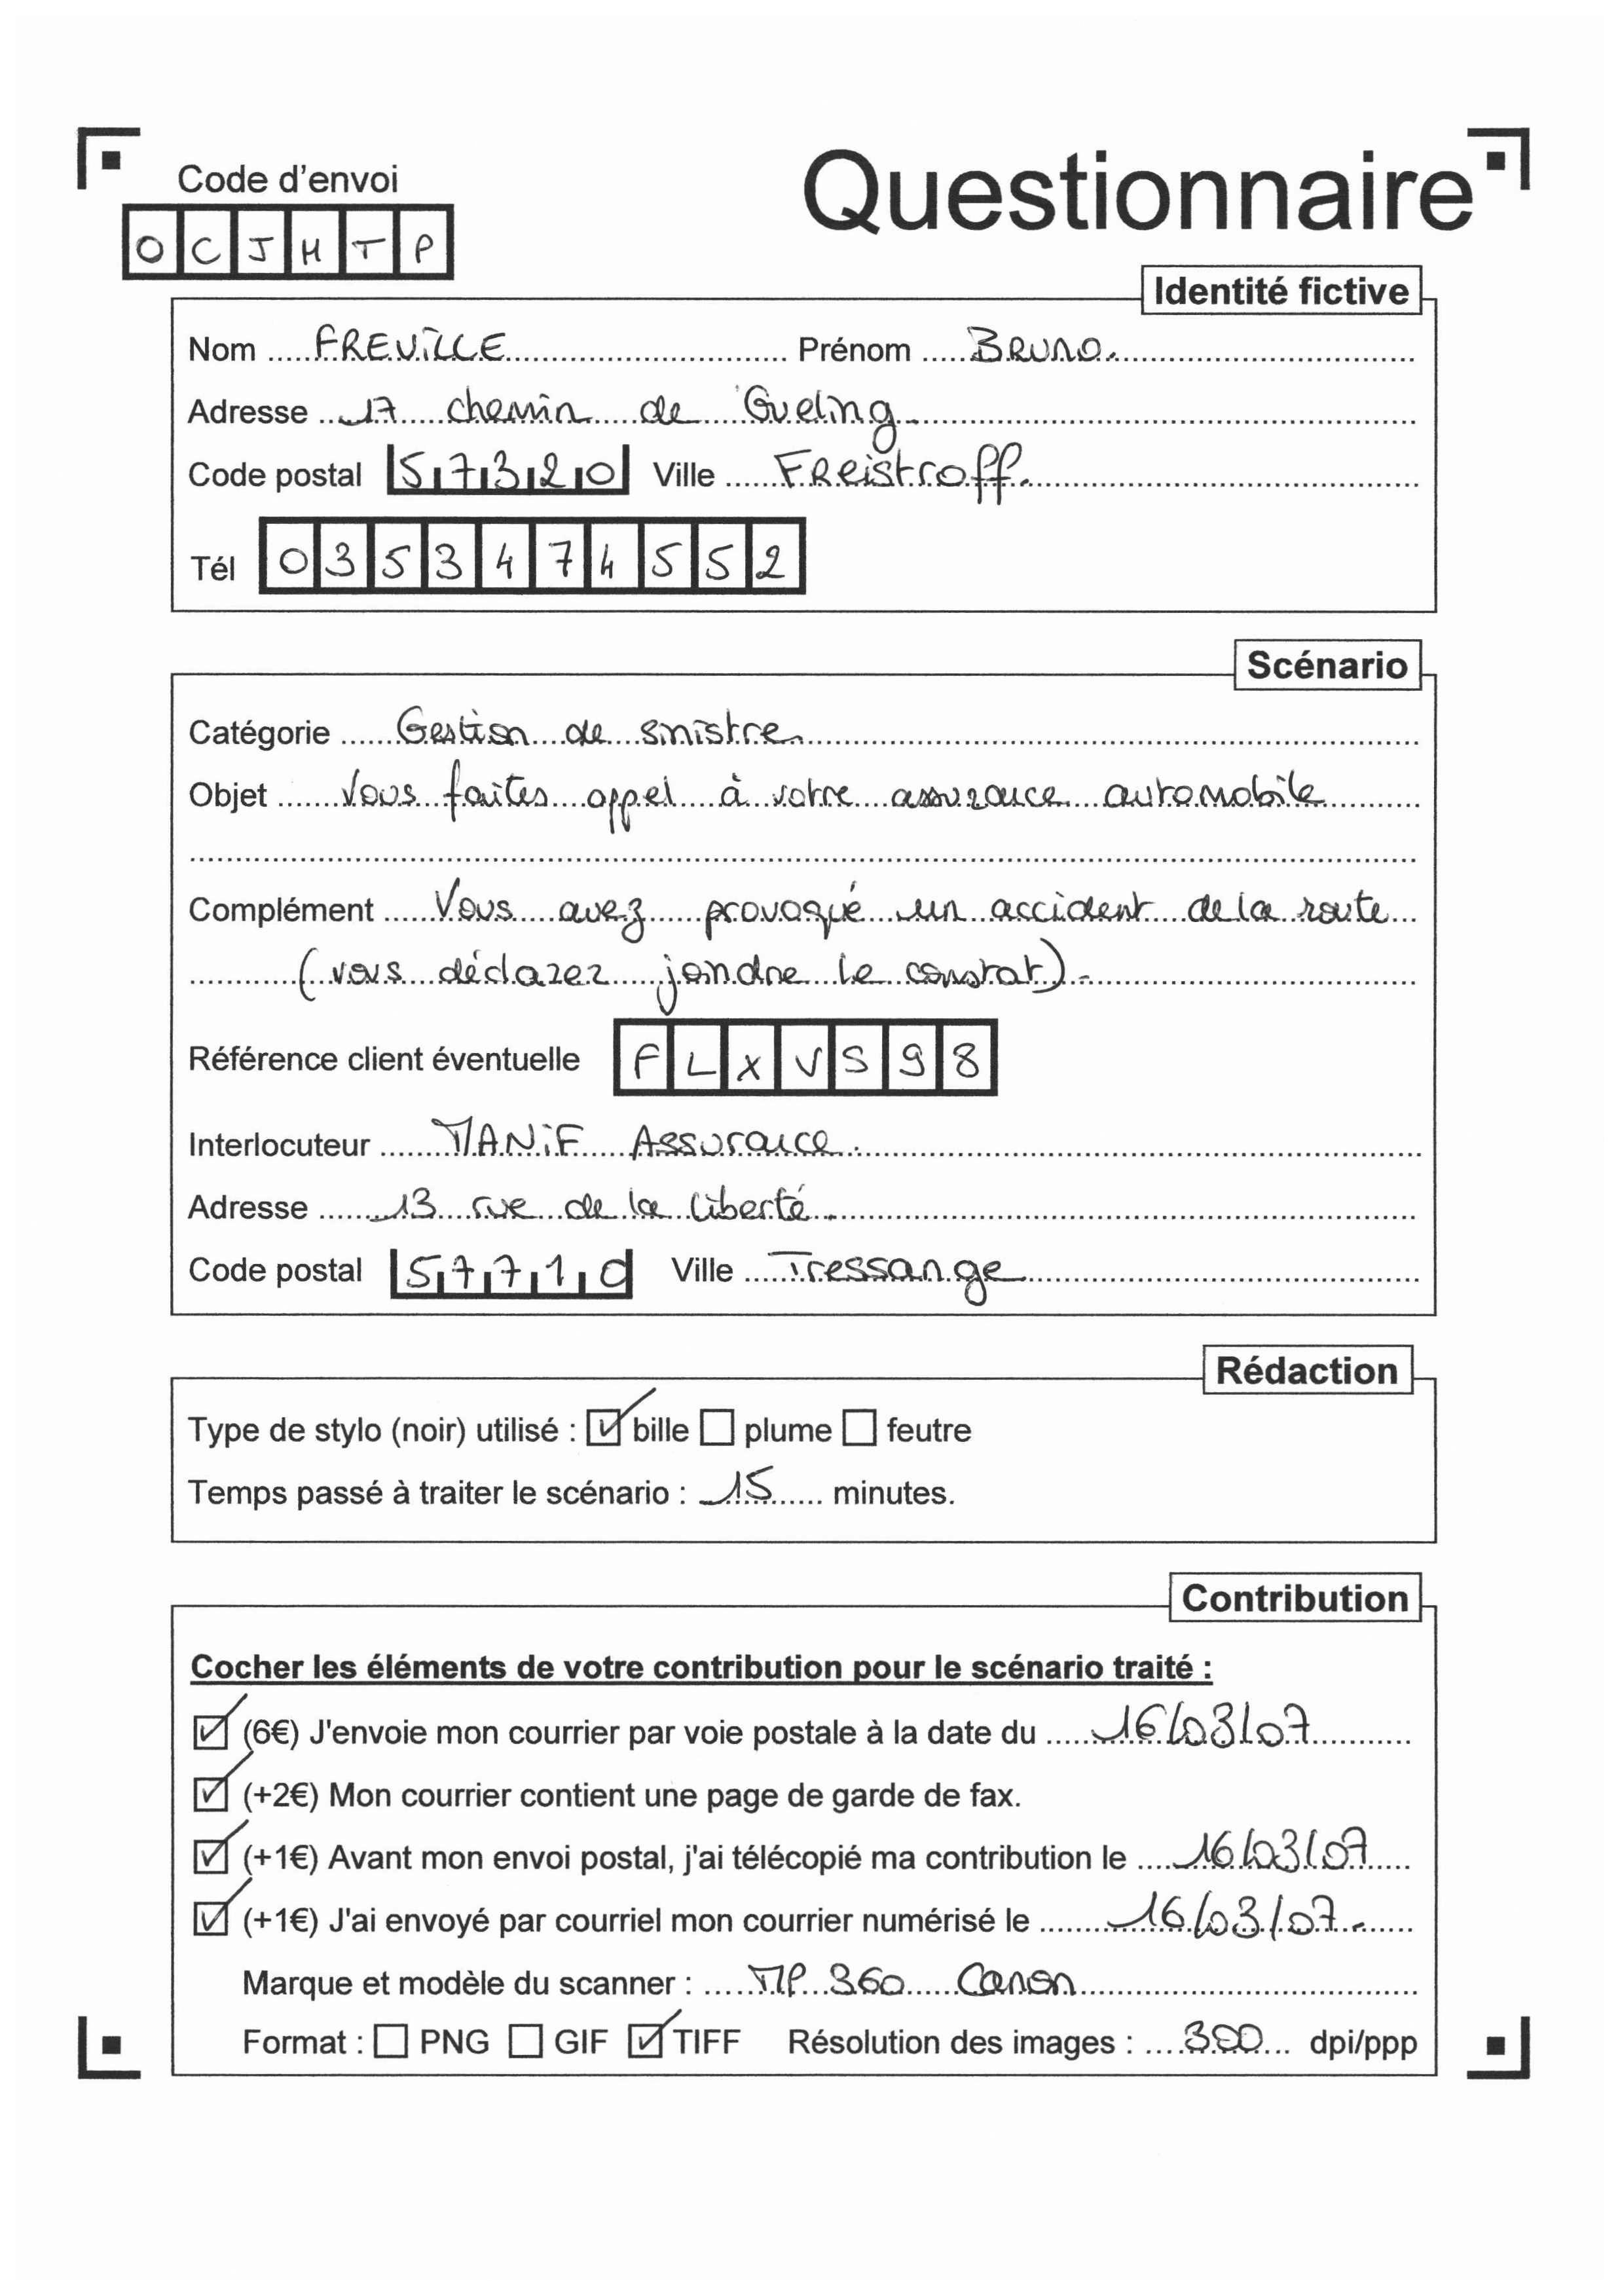 Code d'envoi
Questionnaire
O C J H T P
Identité fictive
Nom FREVILLE Prénom BRUNO.
Adresse 17 chemin de Gueling
Code postal 57320 Ville FREistroff.
Tél 0353474552
Scénario
Catégorie Gestion de sinistre
Objet Vous faites appel à votre assurance automobile
Complément Vous avez provoqué un accident de la route
(vous déclarez joindre le constat).
Référence client éventuelle FLXVS98
Interlocuteur MANiF Assurance.
Adresse 13 rue de la liberté.
Code postal 57710 Ville Tressange
Rédaction
Type de stylo (noir) utilisé : ☑ bille ☐ plume ☐ feutre
Temps passé à traiter le scénario : 15 minutes.
Contribution
Cocher les éléments de votre contribution pour le scénario traité :
☑ (6€) J'envoie mon courrier par voie postale à la date du 16/03/07
☑ (+2€) Mon courrier contient une page de garde de fax.
☑ (+1€) Avant mon envoi postal, j'ai télécopié ma contribution le 16/03/07
☑ (+1€) J'ai envoyé par courriel mon courrier numérisé le 16/03/07.
Marque et modèle du scanner : MP 360 Canon
Format : ☐ PNG ☐ GIF ☑ TIFF Résolution des images : 300 dpi/ppp